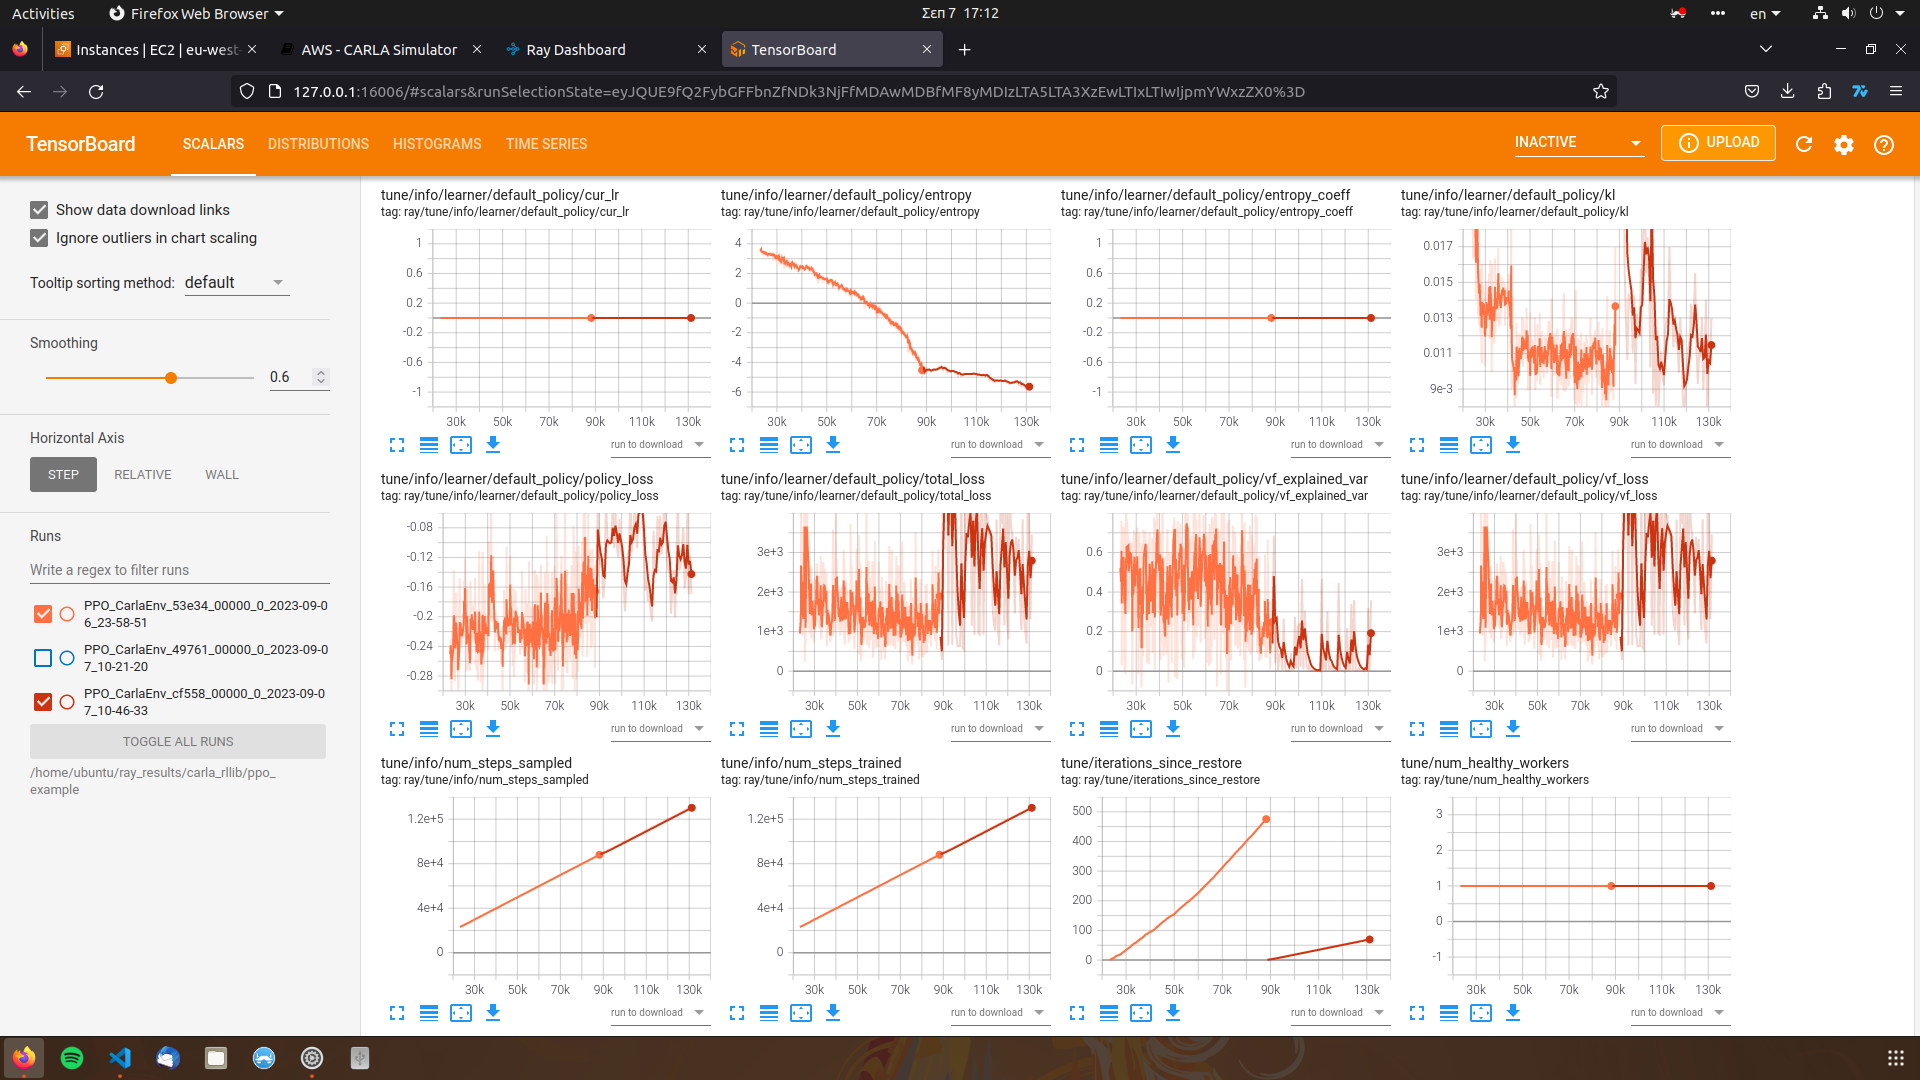 Activities
Firefox Web Browser
Σεπ 7 17:12
en
Instances | EC2 | eu-west-
AWS - CARLA Simulator
Ray Dashboard
TensorBoard
127.0.0.1:16006/#scalars&runSelectionState=eyJQUE9fQ2FybGFFbnZfNDk3NjFfMDAwMDBfMF8yMDIzLTA5LTA3XzEwLTIxLTIwIjpmYWxzZX0%3D
TensorBoard
SCALARS
DISTRIBUTIONS
HISTOGRAMS
TIME SERIES
INACTIVE
UPLOAD
Show data download links
Ignore outliers in chart scaling
Tooltip sorting method: default
Smoothing
0.6
Horizontal Axis
STEP
RELATIVE
WALL
Runs
Write a regex to filter runs
PPO_CarlaEnv_53e34_00000_0_2023-09-0
6_23-58-51
PPO_CarlaEnv_49761_00000_0_2023-09-0
7_10-21-20
PPO_CarlaEnv_cf558_00000_0_2023-09-0
7_10-46-33
TOGGLE ALL RUNS
/home/ubuntu/ray_results/carla_rllib/ppo_
example
tune/info/learner/default_policy/cur_lr
tag: ray/tune/info/learner/default_policy/cur_lr
1
0.6
0.2
-0.2
-0.6
-1
30k 50k 70k 90k 110k 130k
run to download
tune/info/learner/default_policy/entropy
tag: ray/tune/info/learner/default_policy/entropy
4
2
0
-2
-4
-6
30k 50k 70k 90k 110k 130k
run to download
tune/info/learner/default_policy/entropy_coeff
tag: ray/tune/info/learner/default_policy/entropy_coeff
1
0.6
0.2
-0.2
-0.6
-1
30k 50k 70k 90k 110k 130k
run to download
tune/info/learner/default_policy/kl
tag: ray/tune/info/learner/default_policy/kl
0.017
0.015
0.013
0.011
9e-3
30k 50k 70k 90k 110k 130k
run to download
tune/info/learner/default_policy/policy_loss
tag: ray/tune/info/learner/default_policy/policy_loss
-0.08
-0.12
-0.16
-0.2
-0.24
-0.28
30k 50k 70k 90k 110k 130k
run to download
tune/info/learner/default_policy/total_loss
tag: ray/tune/info/learner/default_policy/total_loss
3e+3
2e+3
1e+3
0
30k 50k 70k 90k 110k 130k
run to download
tune/info/learner/default_policy/vf_explained_var
tag: ray/tune/info/learner/default_policy/vf_explained_var
0.6
0.4
0.2
0
30k 50k 70k 90k 110k 130k
run to download
tune/info/learner/default_policy/vf_loss
tag: ray/tune/info/learner/default_policy/vf_loss
3e+3
2e+3
1e+3
0
30k 50k 70k 90k 110k 130k
run to download
tune/info/num_steps_sampled
tag: ray/tune/info/num_steps_sampled
1.2e+5
8e+4
4e+4
0
30k 50k 70k 90k 110k 130k
run to download
tune/info/num_steps_trained
tag: ray/tune/info/num_steps_trained
1.2e+5
8e+4
4e+4
0
30k 50k 70k 90k 110k 130k
run to download
tune/iterations_since_restore
tag: ray/tune/iterations_since_restore
500
400
300
200
100
0
30k 50k 70k 90k 110k 130k
run to download
tune/num_healthy_workers
tag: ray/tune/num_healthy_workers
3
2
1
0
-1
30k 50k 70k 90k 110k 130k
run to download